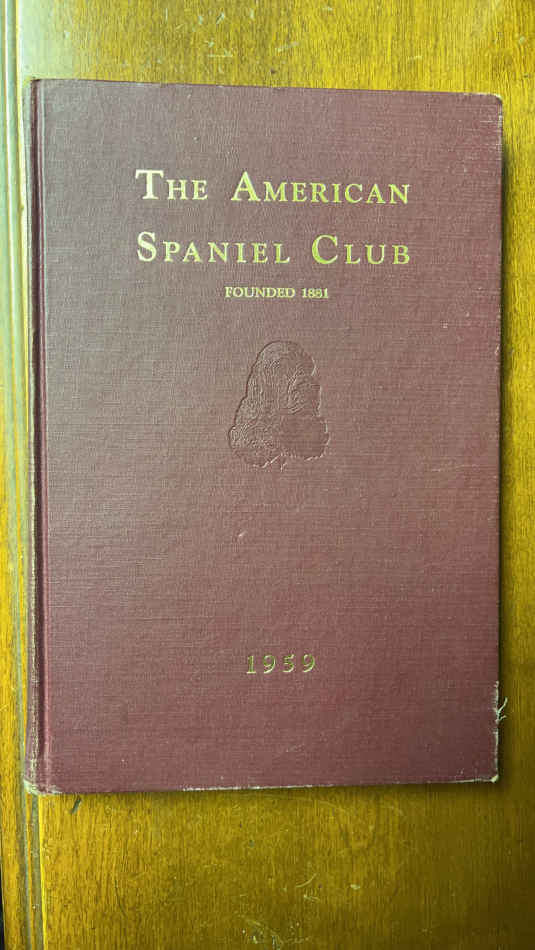 THE AMERICAN
SPANIEL CLUB
FOUNDED 1881
1959